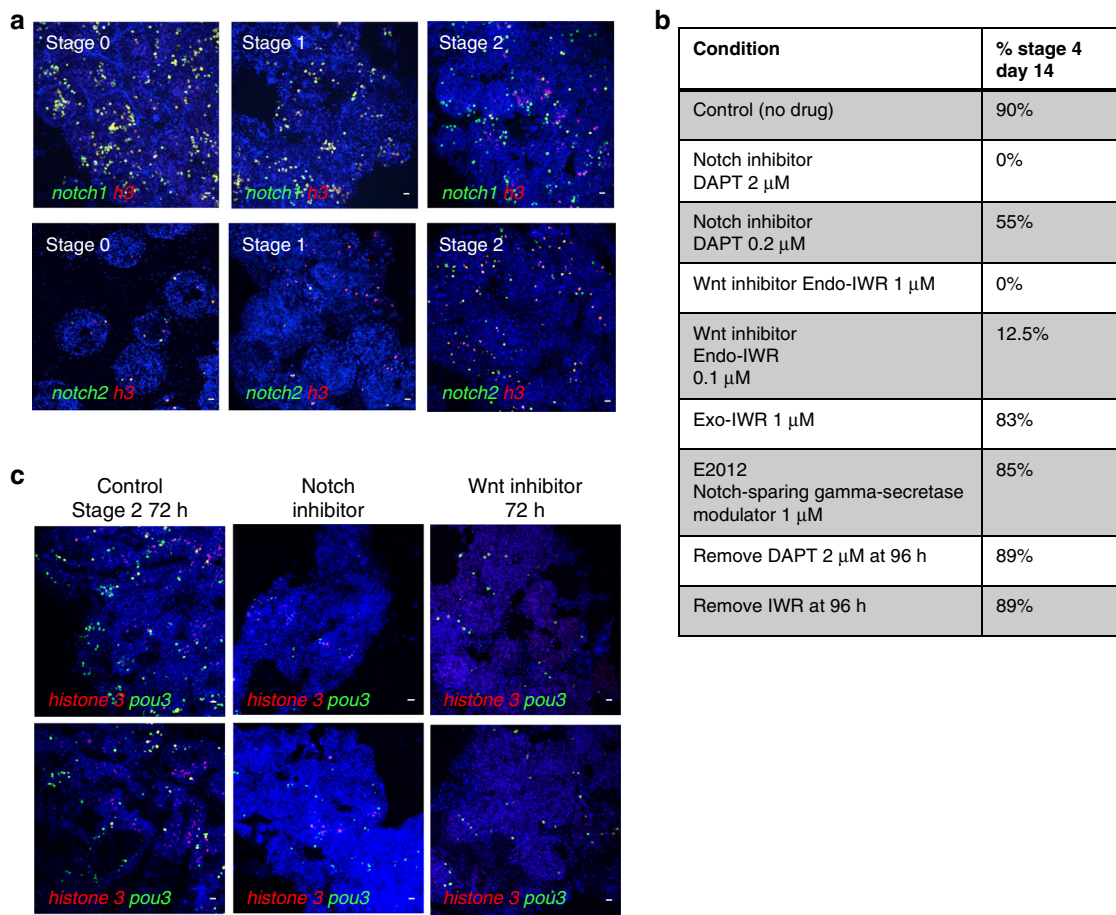 a
Stage 0
notch1 h3
Stage 1
notch1 h3
Stage 2
notch1 h3
Stage 0
notch2 h3
Stage 1
notch2 h3
Stage 2
notch2 h3
b
Condition
% stage 4
day 14
Control (no drug)
90%
Notch inhibitor
DAPT 2 μM
0%
Notch inhibitor
DAPT 0.2 μM
55%
Wnt inhibitor Endo-IWR 1 μM
0%
Wnt inhibitor
Endo-IWR
0.1 μM
12.5%
Exo-IWR 1 μM
83%
E2012
Notch-sparing gamma-secretase
modulator 1 μM
85%
Remove DAPT 2 μM at 96 h
89%
Remove IWR at 96 h
89%
c
Control
Stage 2 72 h
Notch
inhibitor
Wnt inhibitor
72 h
histone 3 pou3
histone 3 pou3
histone 3 pou3
histone 3 pou3
histone 3 pou3
histone 3 pou3